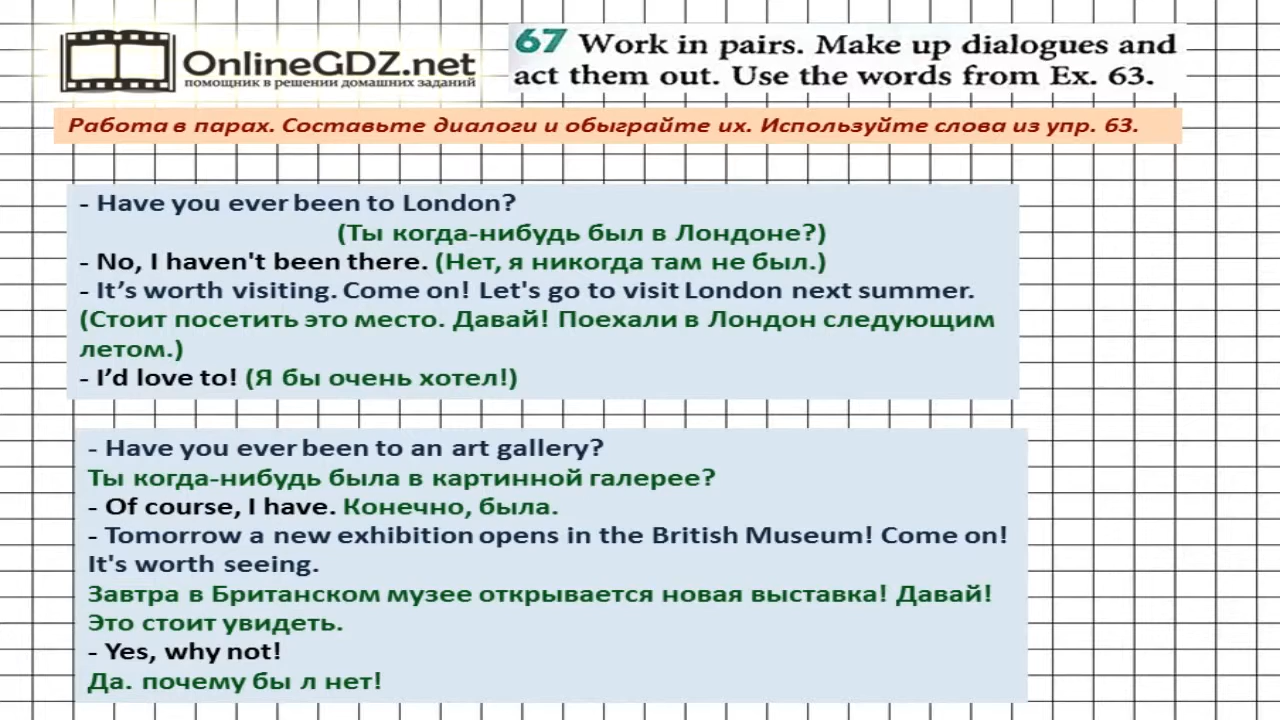 OnlineGDZ.net
помощник в решении домашних заданий
67 Work in pairs. Make up dialogues and
act them out. Use the words from Ex. 63.
Работа в парах. Составьте диалоги и обыграйте их. Используйте слова из упр. 63.
- Have you ever been to London?
(Ты когда-нибудь был в Лондоне?)
- No, I haven't been there. (Нет, я никогда там не был.)
- It’s worth visiting. Come on! Let's go to visit London next summer.
(Стоит посетить это место. Давай! Поехали в Лондон следующим
летом.)
- I’d love to! (Я бы очень хотел!)
- Have you ever been to an art gallery?
Ты когда-нибудь была в картинной галерее?
- Of course, I have. Конечно, была.
- Tomorrow a new exhibition opens in the British Museum! Come on!
It's worth seeing.
Завтра в Британском музее открывается новая выставка! Давай!
Это стоит увидеть.
- Yes, why not!
Да. почему бы л нет!